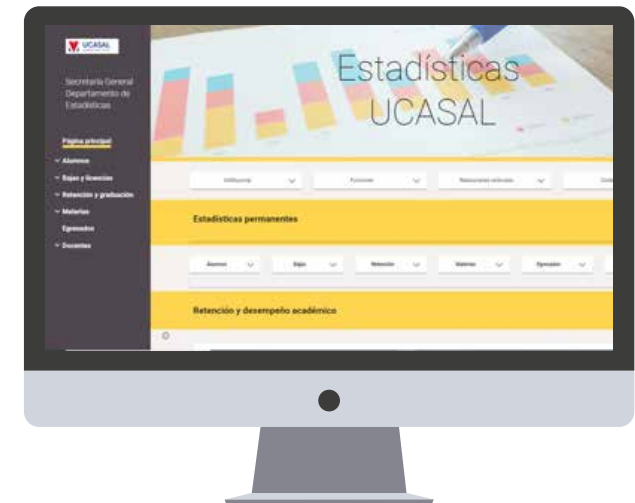 UCASAL
Secretaría General
Departamento de
Estadísticas
Página principal
Alumnos
Bajas y licencias
Retención y graduación
Materias
Egresados
Docentes
Estadísticas
UCASAL
Institucional
Funciones
Estadísticas permanentes
Alumnos
Bajas
Retención
Materias
Egresados
Retención y desempeño académico